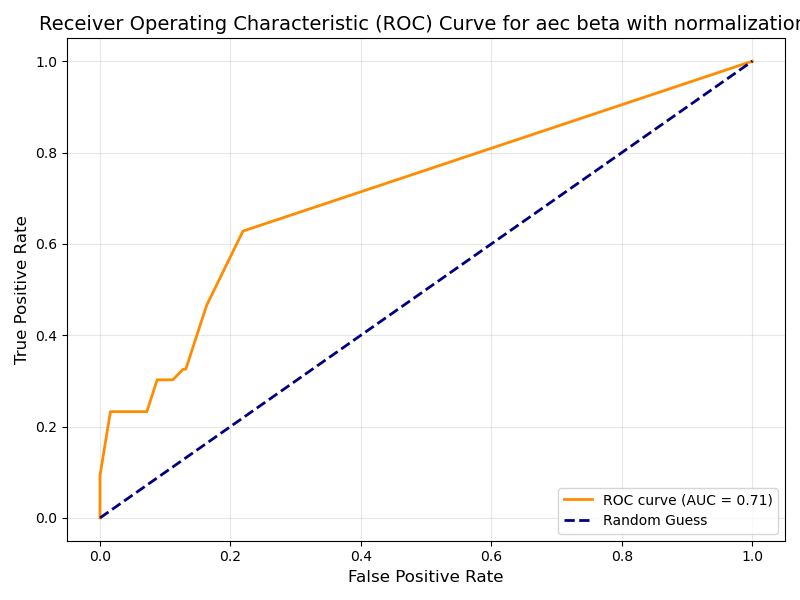 Receiver Operating Characteristic (ROC) Curve for aec beta with normalization
True Positive Rate
1.0
0.8
0.6
0.4
0.2
0.0
ROC curve (AUC = 0.71)
Random Guess
0.0 0.2 0.4 0.6 0.8 1.0
False Positive Rate